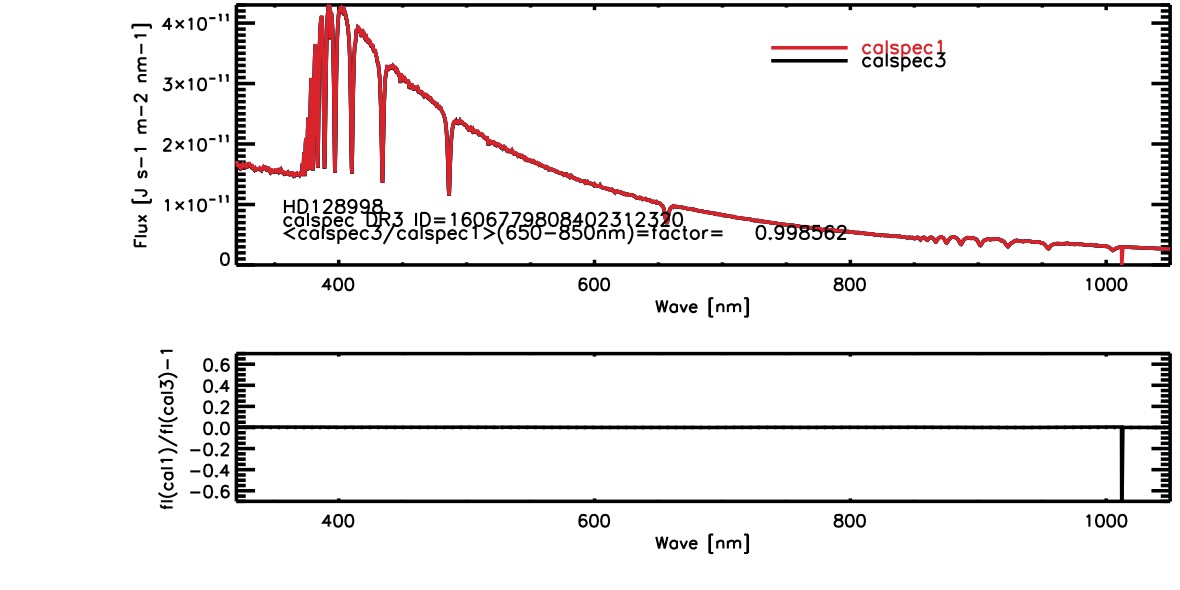 Flux [J s−1 m−2 nm−1]
4×10⁻¹¹
3×10⁻¹¹
2×10⁻¹¹
1×10⁻¹¹
0
calspec1
calspec3
HD128998
calspec DR3 ID=1606779808402312320
<calspec3/calspec1>(650−850nm)=factor= 0.998562
400 600 800 1000
Wave [nm]
fl(cal1)/fl(cal3)−1
0.6
0.4
0.2
0.0
−0.2
−0.4
−0.6
400 600 800 1000
Wave [nm]